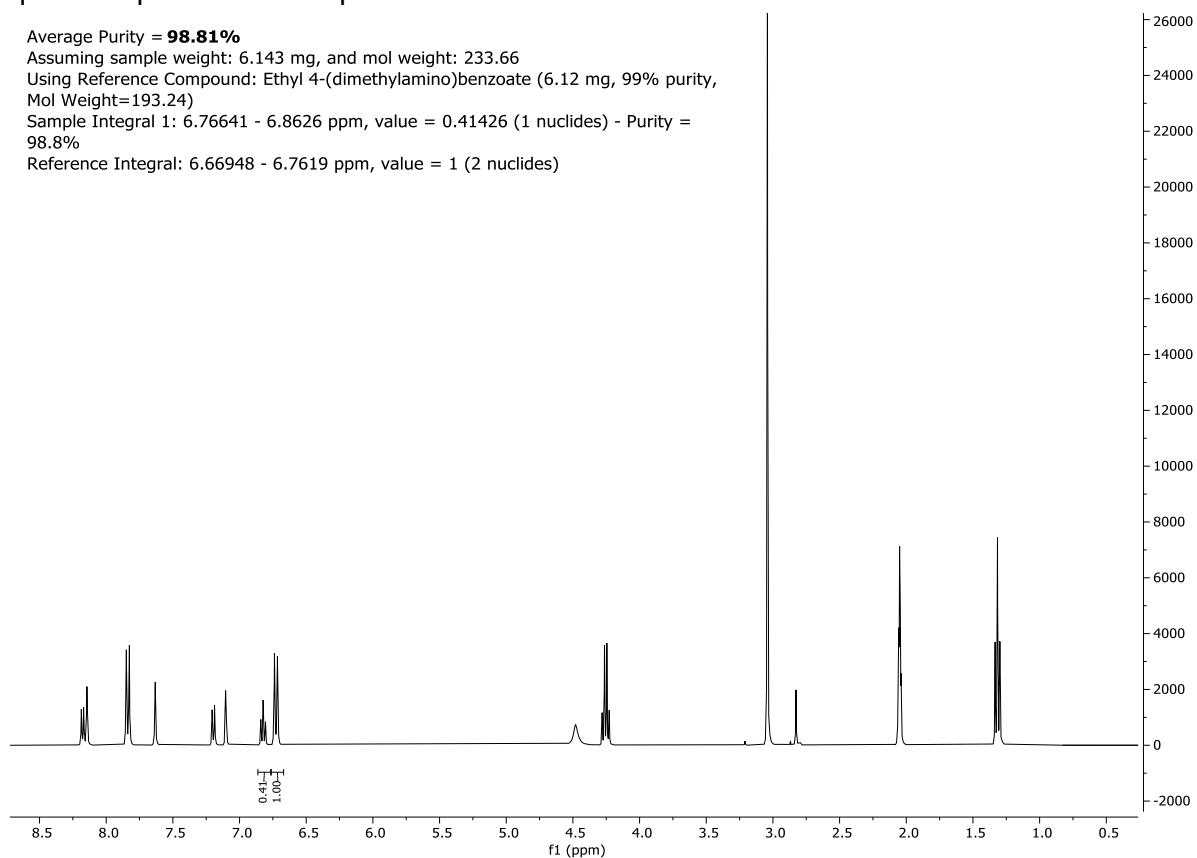 Average Purity = 98.81%
Assuming sample weight: 6.143 mg, and mol weight: 233.66
Using Reference Compound: Ethyl 4-(dimethylamino)benzoate (6.12 mg, 99% purity,
Mol Weight=193.24)
Sample Integral 1: 6.76641 - 6.8626 ppm, value = 0.41426 (1 nuclides) - Purity =
98.8%
Reference Integral: 6.66948 - 6.7619 ppm, value = 1 (2 nuclides)
26000
24000
22000
20000
18000
16000
14000
12000
10000
8000
6000
4000
2000
0
-2000
0.41
1.00
8.5 8.0 7.5 7.0 6.5 6.0 5.5 5.0 4.5 4.0 3.5 3.0 2.5 2.0 1.5 1.0 0.5
f1 (ppm)